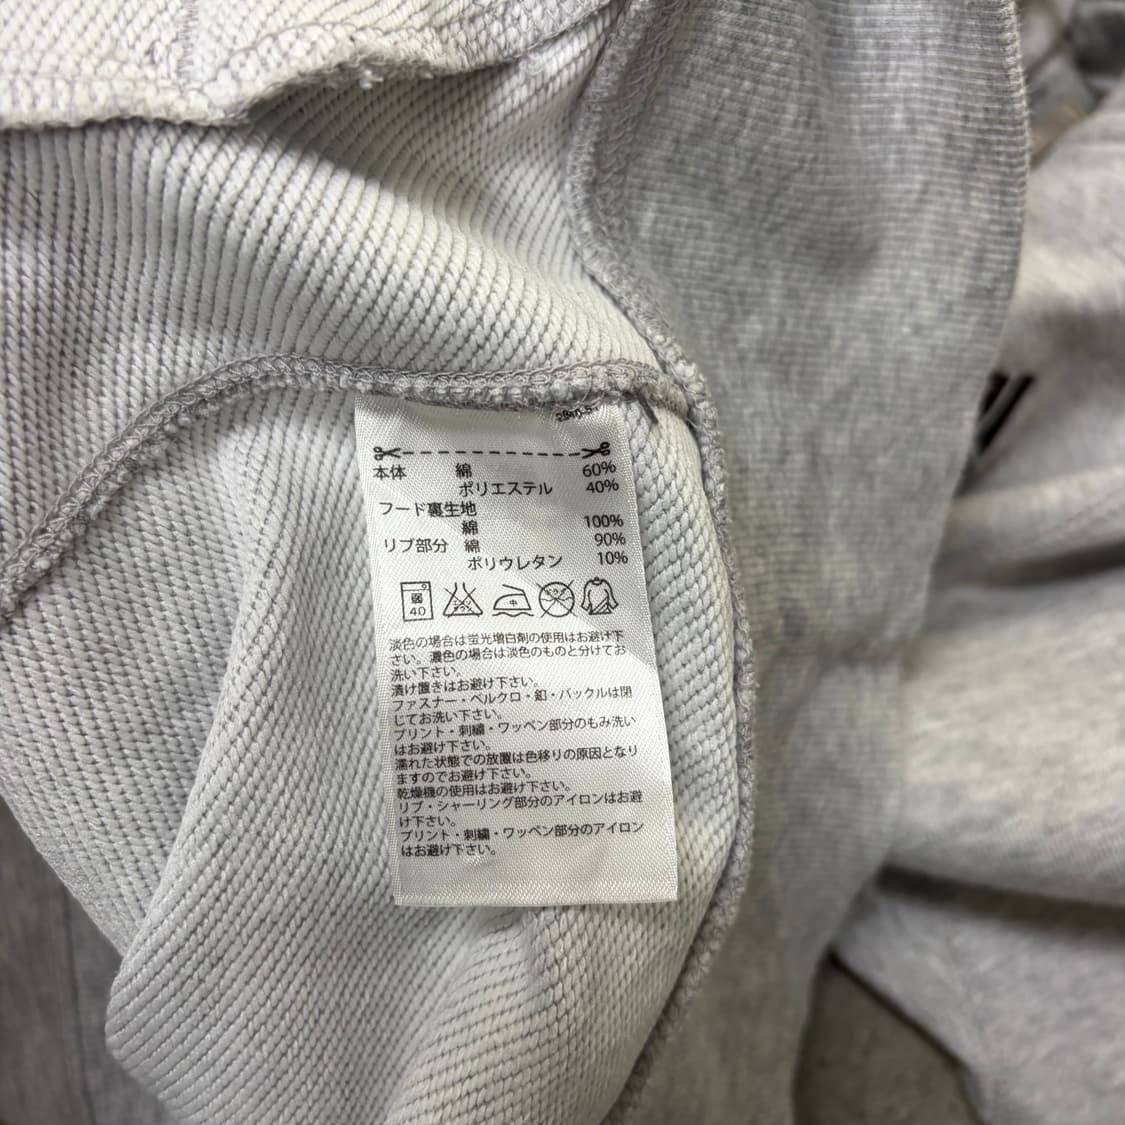 本体 綿 60%
ポリエステル 40%
フード裏生地
綿 100%
リブ部分 綿 90%
ポリウレタン 10%
弱 40 エンソサラシ 中 ドライ
淡色の場合は蛍光増白剤の使用はお避け下
さい。濃色の場合は淡色のものと分けてお
洗い下さい。
漬け置きはお避け下さい。
ファスナー・ベルクロ・釦・バックルは閉
じてお洗い下さい。
プリント・刺繍・ワッペン部分のもみ洗い
はお避け下さい。
濡れた状態での放置は色移りの原因となり
ますのでお避け下さい。
乾燥機の使用はお避け下さい。
リブ・シャーリング部分のアイロンはお避
け下さい。
プリント・刺繍・ワッペン部分のアイロン
はお避け下さい。